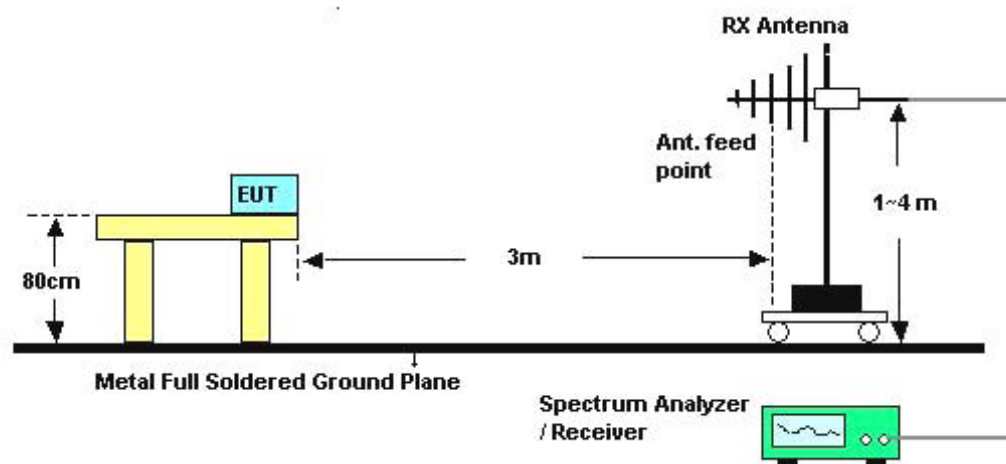 RX Antenna
Ant. feed
point
EUT
1~4 m
3m
80cm
Metal Full Soldered Ground Plane
Spectrum Analyzer
/ Receiver